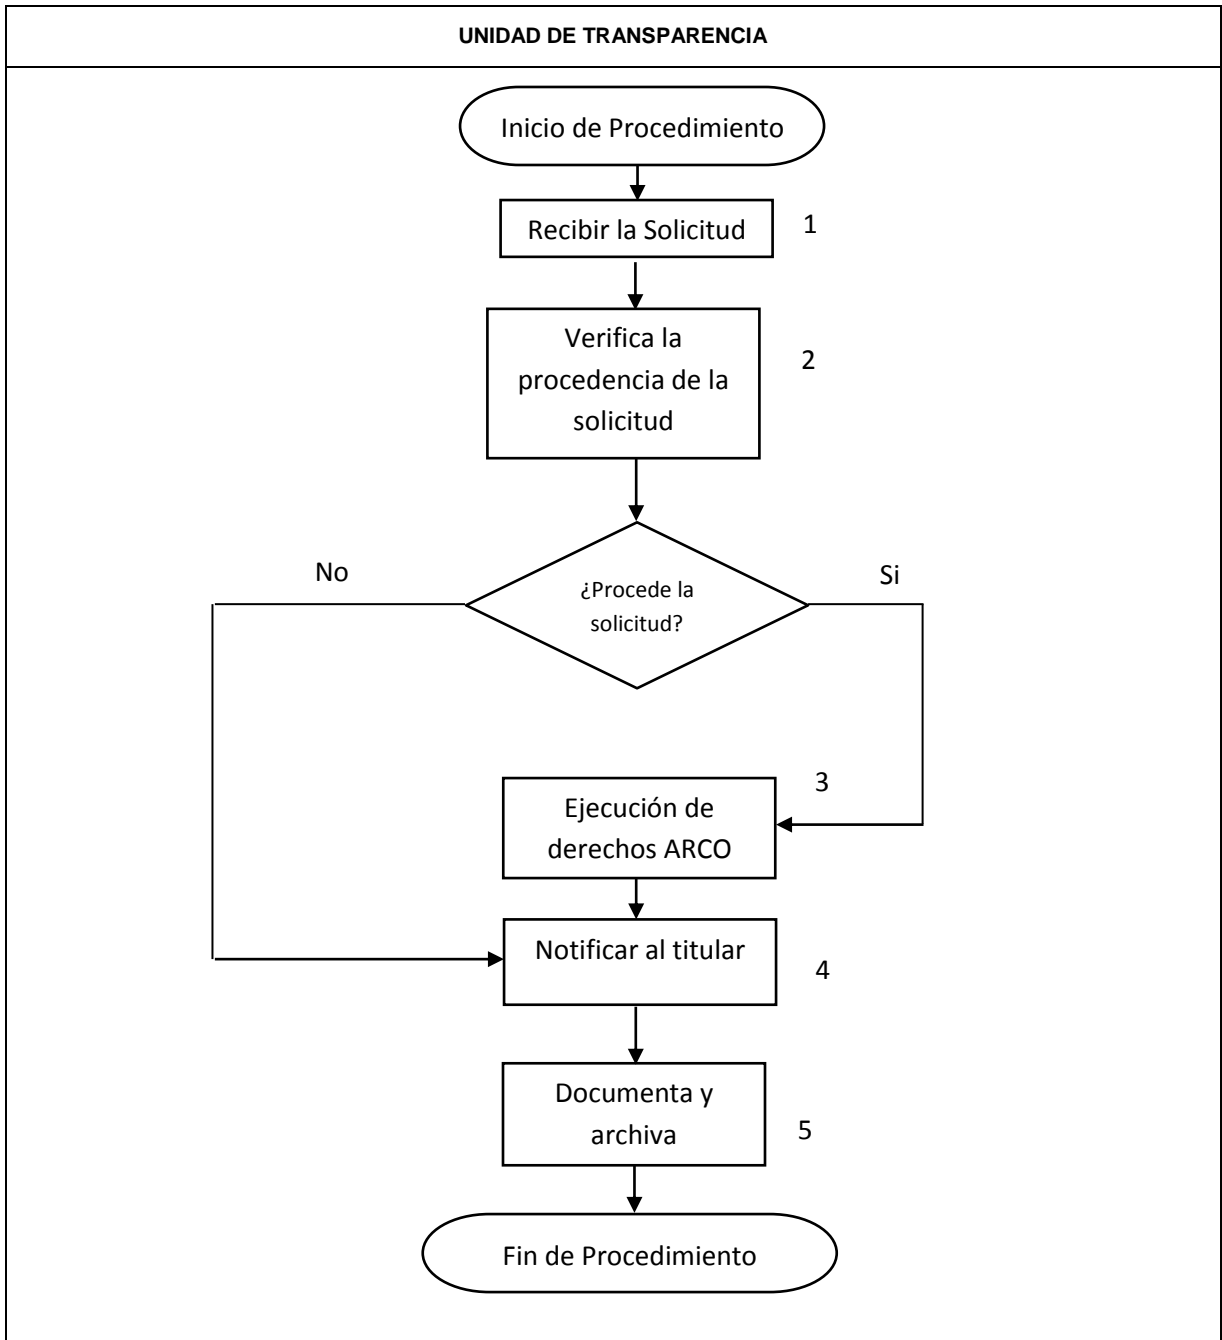 UNIDAD DE TRANSPARENCIA
Inicio de Procedimiento
Recibir la Solicitud
1
Verifica la
procedencia de la
solicitud
2
No
Si
¿Procede la
solicitud?
3
Ejecución de
derechos ARCO
Notificar al titular
4
Documenta y
archiva
5
Fin de Procedimiento